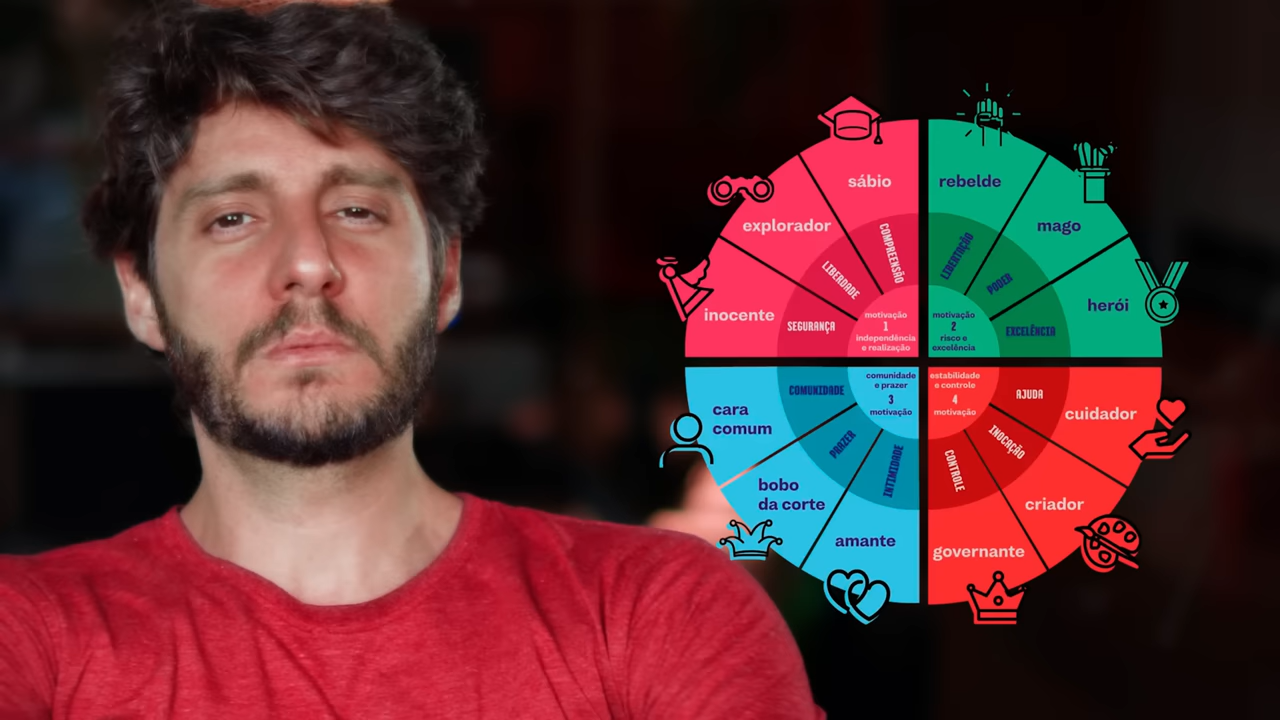 sábio
explorador
inocente
COMPREENSÃO
LIBERDADE
SEGURANÇA
motivação
1
independência
e realização
rebelde
mago
herói
LIBERTAÇÃO
PODER
EXCELÊNCIA
motivação
2
risco e
excelência
comunidade
e prazer
3
motivação
COMUNIDADE
PRAZER
INTIMIDADE
cara
comum
bobo
da corte
amante
estabilidade
e controle
4
motivação
AJUDA
INOCAÇÃO
CONTROLE
cuidador
criador
governante